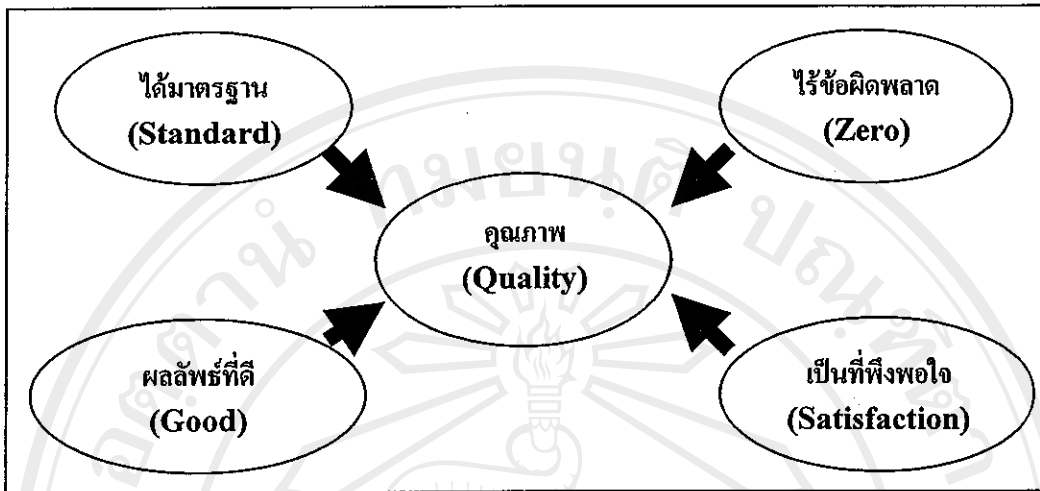 ได้มาตรฐาน
(Standard)
ไร้ข้อผิดพลาด
(Zero)
คุณภาพ
(Quality)
ผลลัพธ์ที่ดี
(Good)
เป็นที่พึงพอใจ
(Satisfaction)